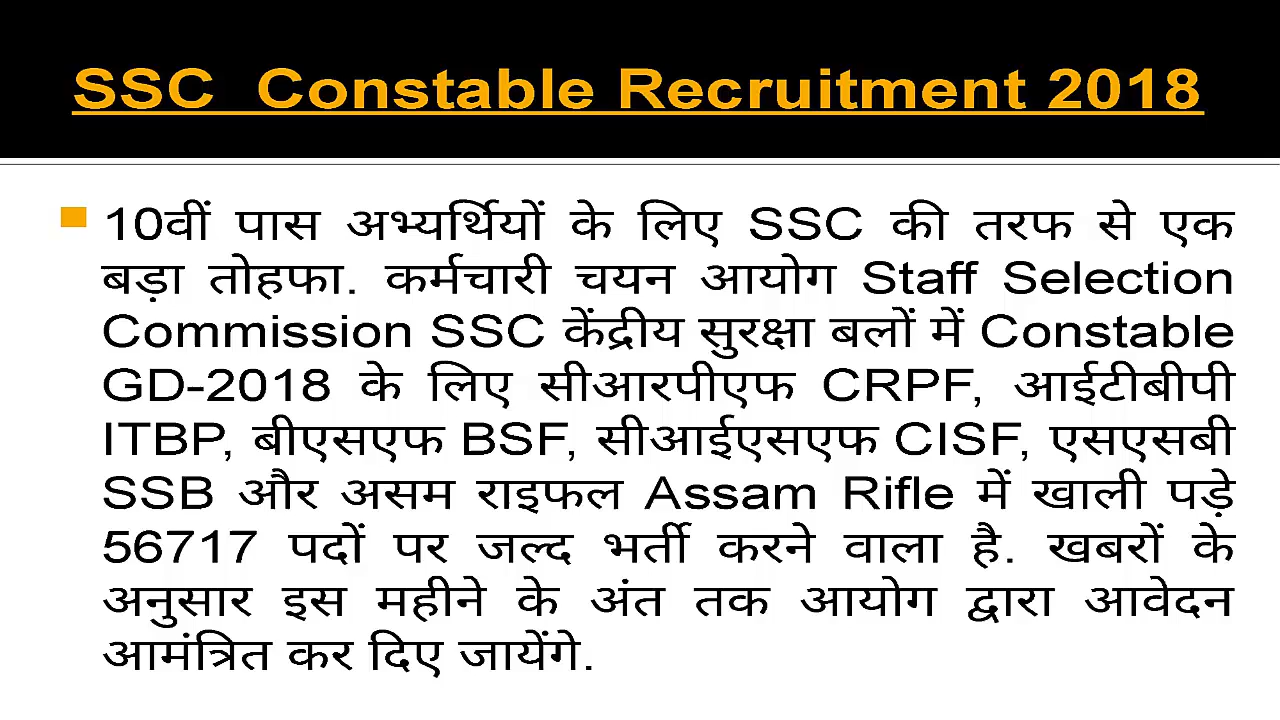 SSC Constable Recruitment 2018
10वीं पास अभ्यर्थियों के लिए SSC की तरफ से एक
बड़ा तोहफा. कर्मचारी चयन आयोग Staff Selection
Commission SSC केंद्रीय सुरक्षा बलों में Constable
GD-2018 के लिए सीआरपीएफ CRPF, आईटीबीपी
ITBP, बीएसएफ BSF, सीआईएसएफ CISF, एसएसबी
SSB और असम राइफल Assam Rifle में खाली पड़े
56717 पदों पर जल्द भर्ती करने वाला है. खबरों के
अनुसार इस महीने के अंत तक आयोग द्वारा आवेदन
आमंत्रित कर दिए जायेंगे.